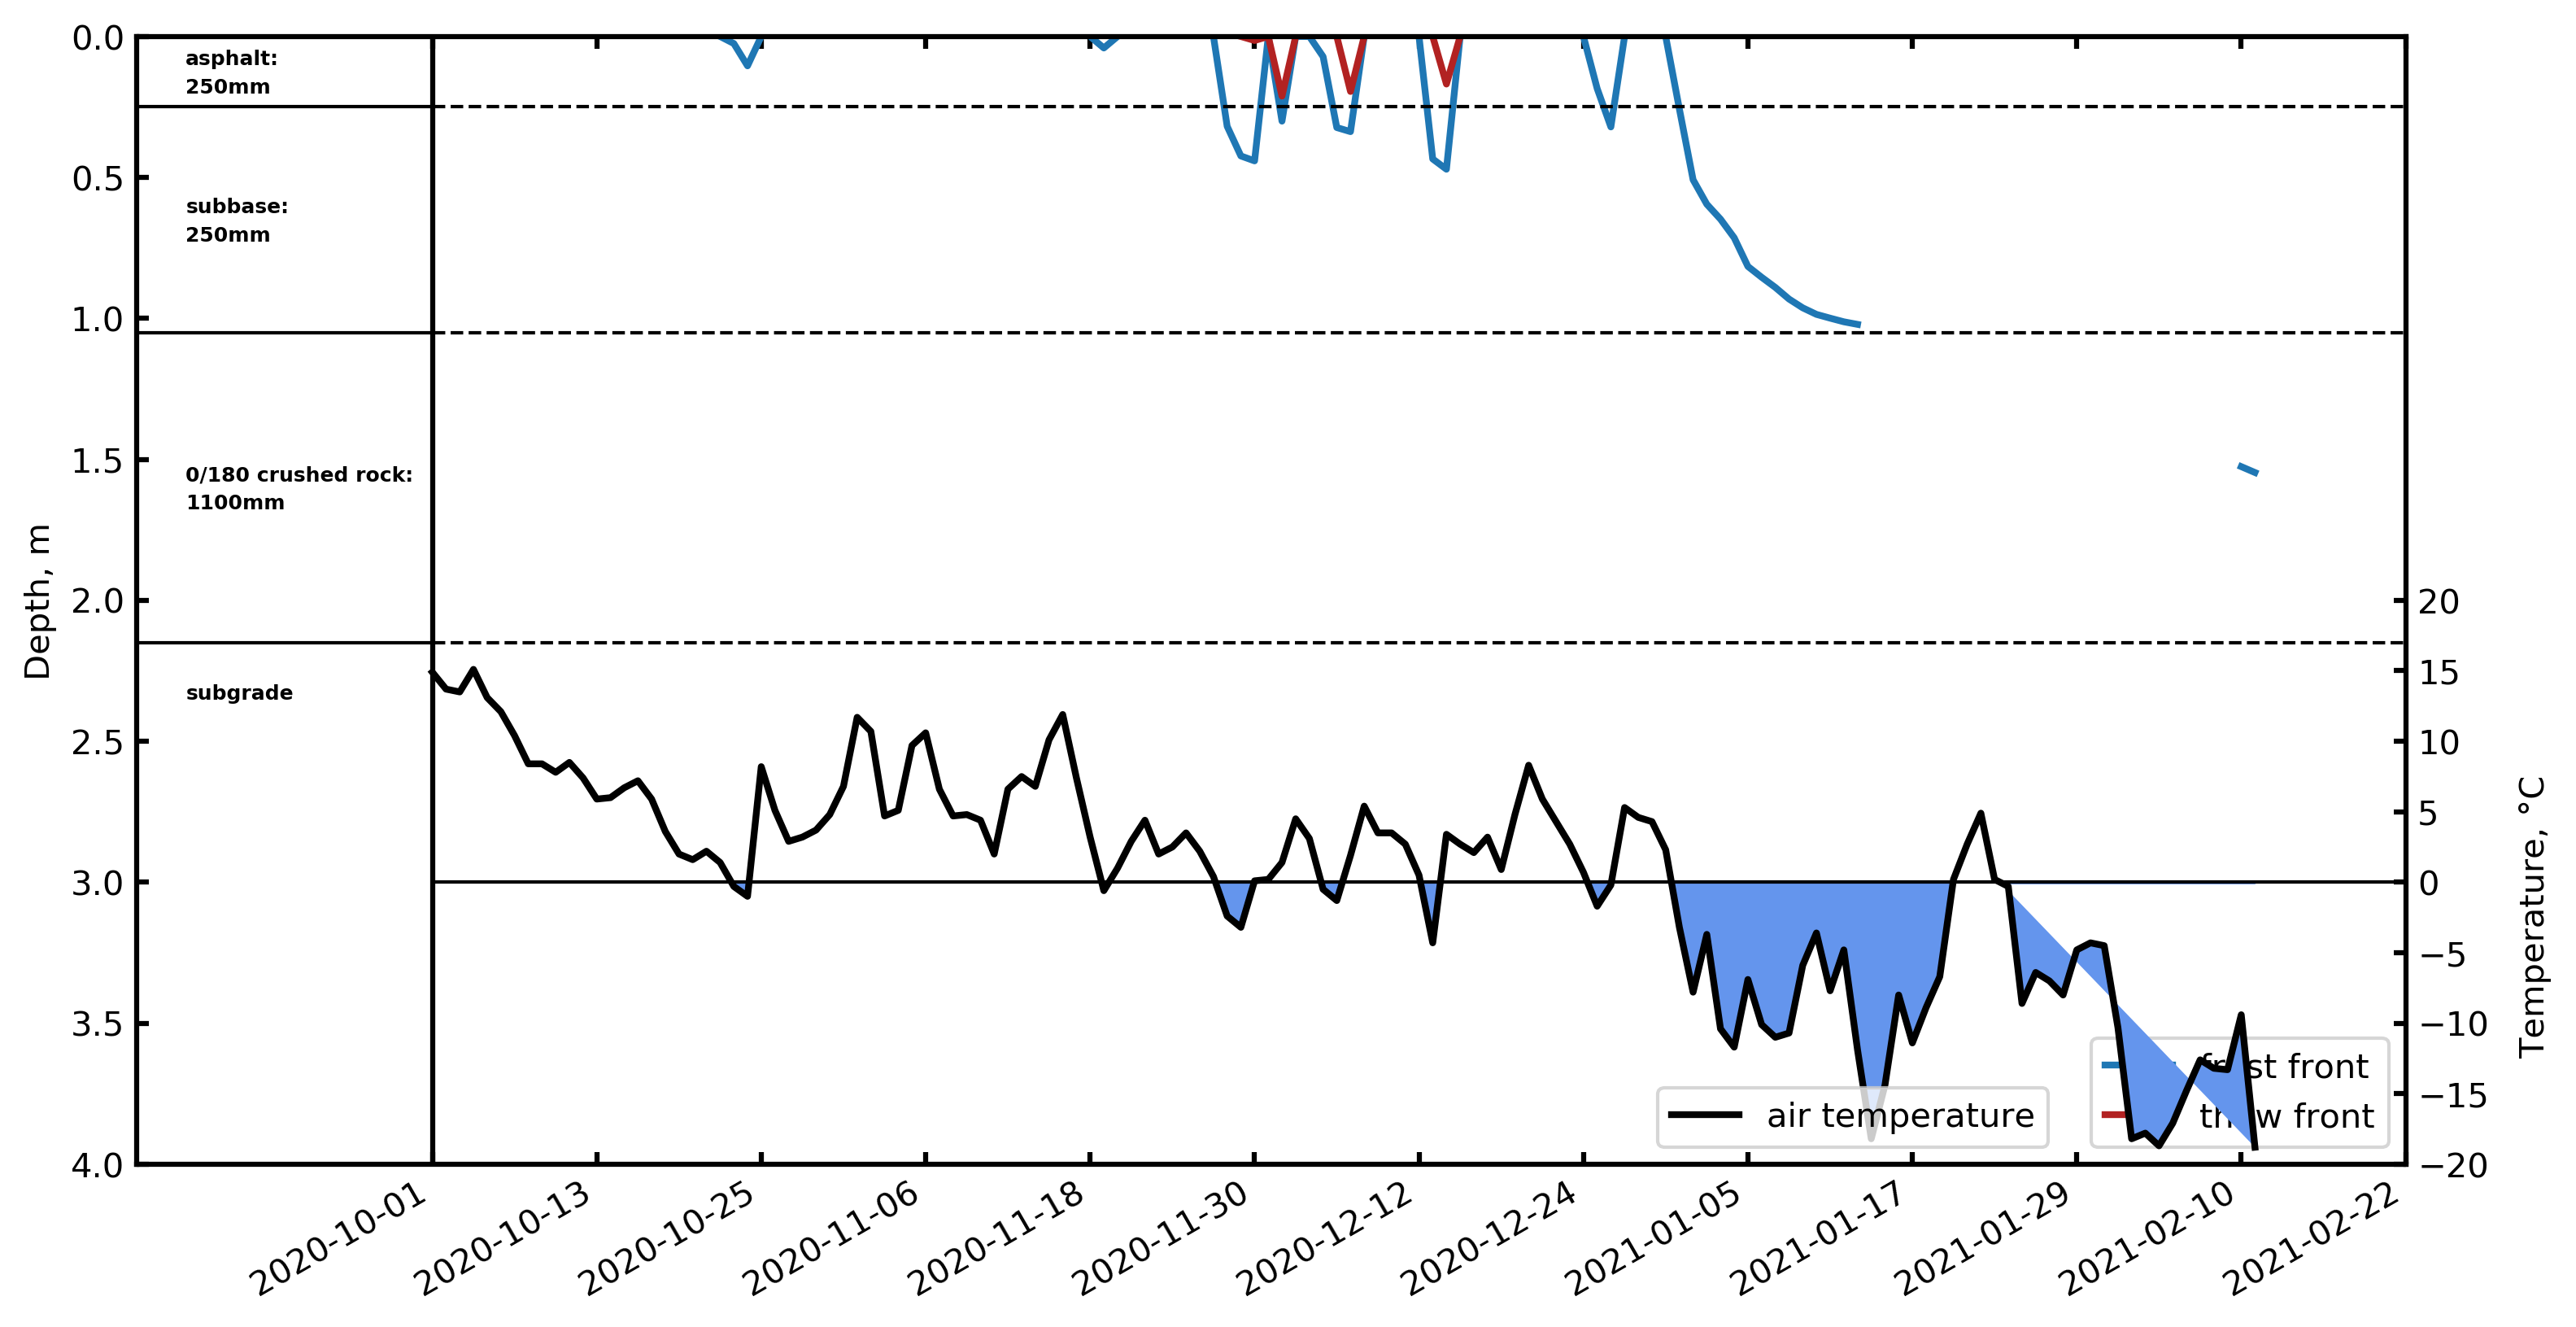 0.0
asphalt:
250mm
0.5
subbase:
250mm
1.0
1.5
0/180 crushed rock:
1100mm
Depth, m
2.0
20
15
subgrade
2.5
10
5
3.0
0
Temperature, °C
−5
3.5
−10
−15
4.0
−20
air temperature
frost front
thaw front
2020-10-01
2020-10-13
2020-10-25
2020-11-06
2020-11-18
2020-11-30
2020-12-12
2020-12-24
2021-01-05
2021-01-17
2021-01-29
2021-02-10
2021-02-22